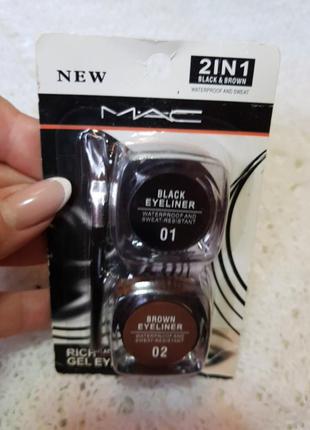 NEW
2IN1
BLACK & BROWN
WATERPROOF AND SWEAT
MAC
BLACK
EYELINER
WATERPROOF AND
SWEAT-RESISTANT
01
BROWN
EYELINER
WATERPROOF AND
SWEAT-RESISTANT
02
RICH
GEL EY